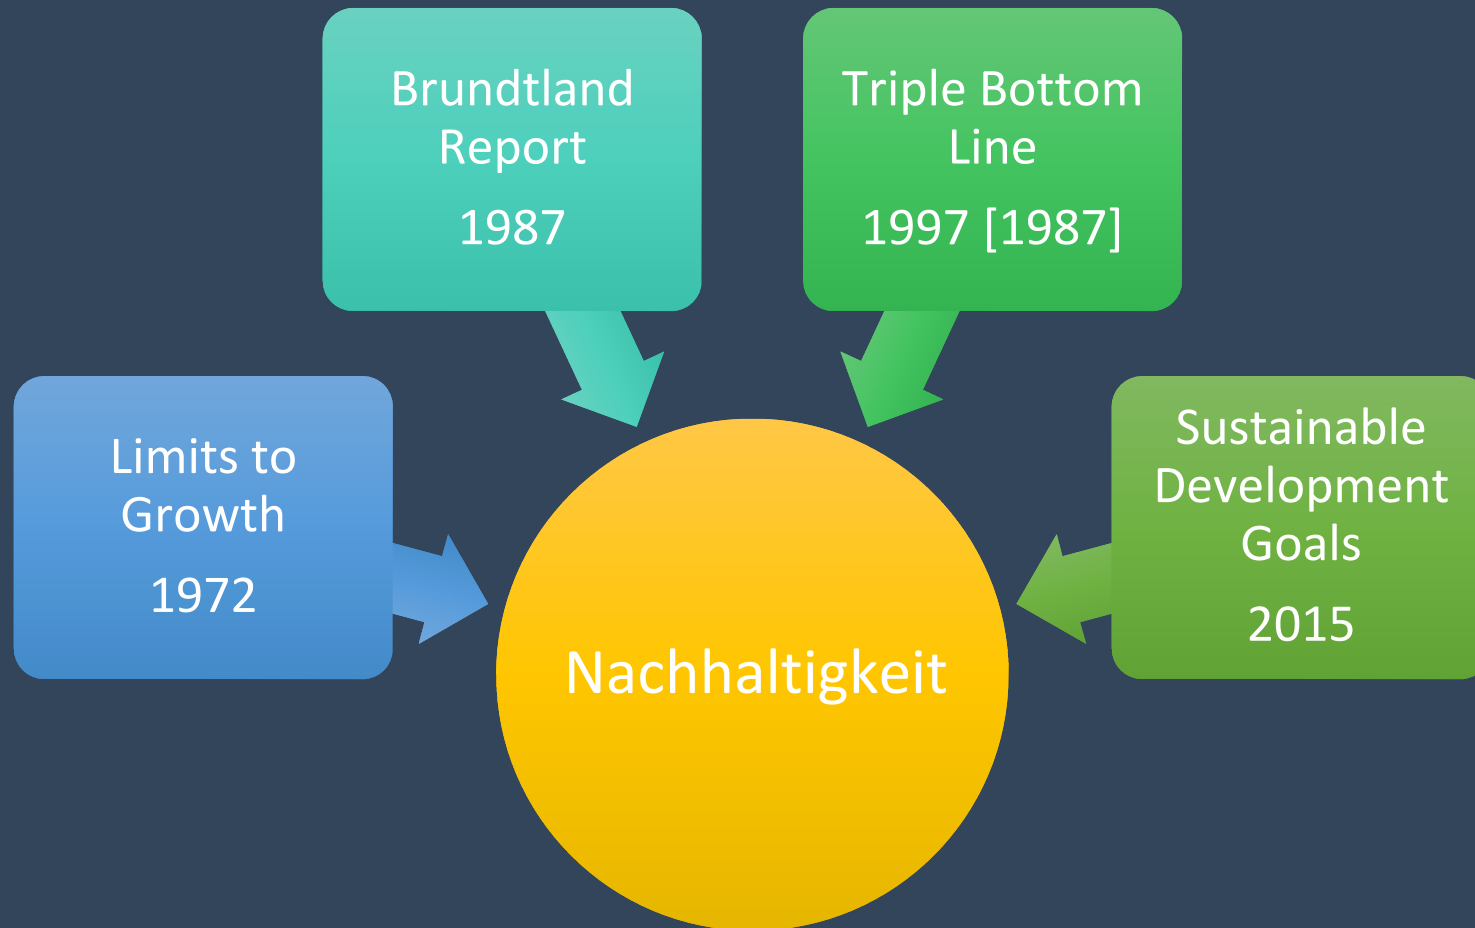 Brundtland
Report
1987
Triple Bottom
Line
1997 [1987]
Limits to
Growth
1972
Sustainable
Development
Goals
2015
Nachhaltigkeit